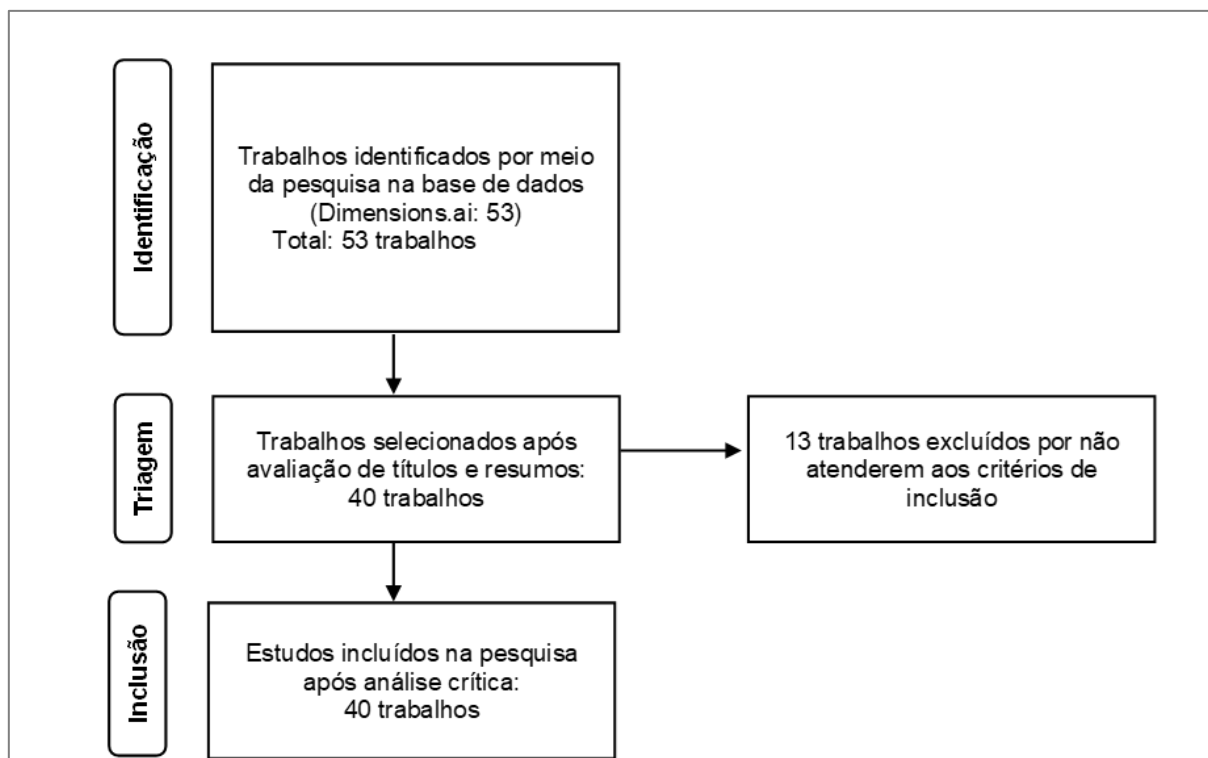 Identificação
Trabalhos identificados por meio
da pesquisa na base de dados
(Dimensions.ai: 53)
Total: 53 trabalhos
Triagem
Trabalhos selecionados após
avaliação de títulos e resumos:
40 trabalhos
13 trabalhos excluídos por não
atenderem aos critérios de
inclusão
Inclusão
Estudos incluídos na pesquisa
após análise crítica:
40 trabalhos